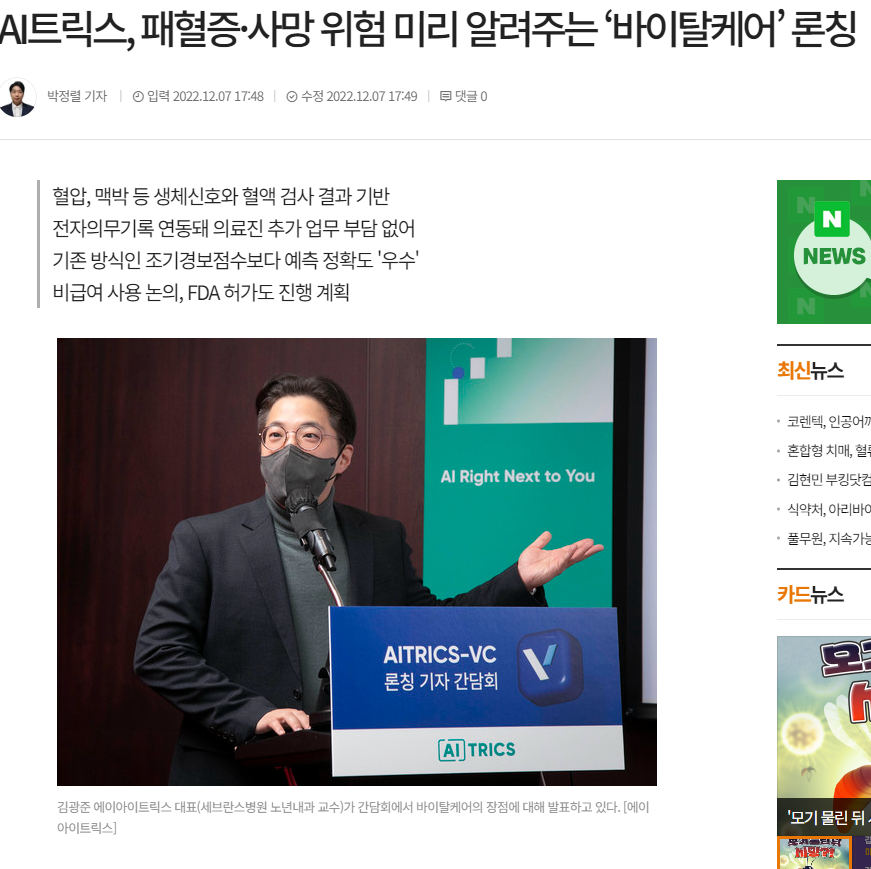 AI트릭스, 패혈증·사망 위험 미리 알려주는 ‘바이탈케어’ 론칭
박정렬 기자 입력 2022.12.07 17:48 수정 2022.12.07 17:49 댓글 0
혈압, 맥박 등 생체신호와 혈액 검사 결과 기반
전자의무기록 연동돼 의료진 추가 업무 부담 없어
기존 방식인 조기경보점수보다 예측 정확도 '우수'
비급여 사용 논의, FDA 허가도 진행 계획
AI Right Next to You
AITRICS-VC
론칭 기자 간담회
AITRICS
김광준 에이아이트릭스 대표(세브란스병원 노년내과 교수)가 간담회에서 바이탈케어의 장점에 대해 발표하고 있다. [에이
아이트릭스]
N
NEWS
최신뉴스
코렌텍, 인공어깨
혼합형 치매, 혈류
김현민 부킹닷컴
식약처, 아리바이
풀무원, 지속가능
카드뉴스
'모기 물린 뒤